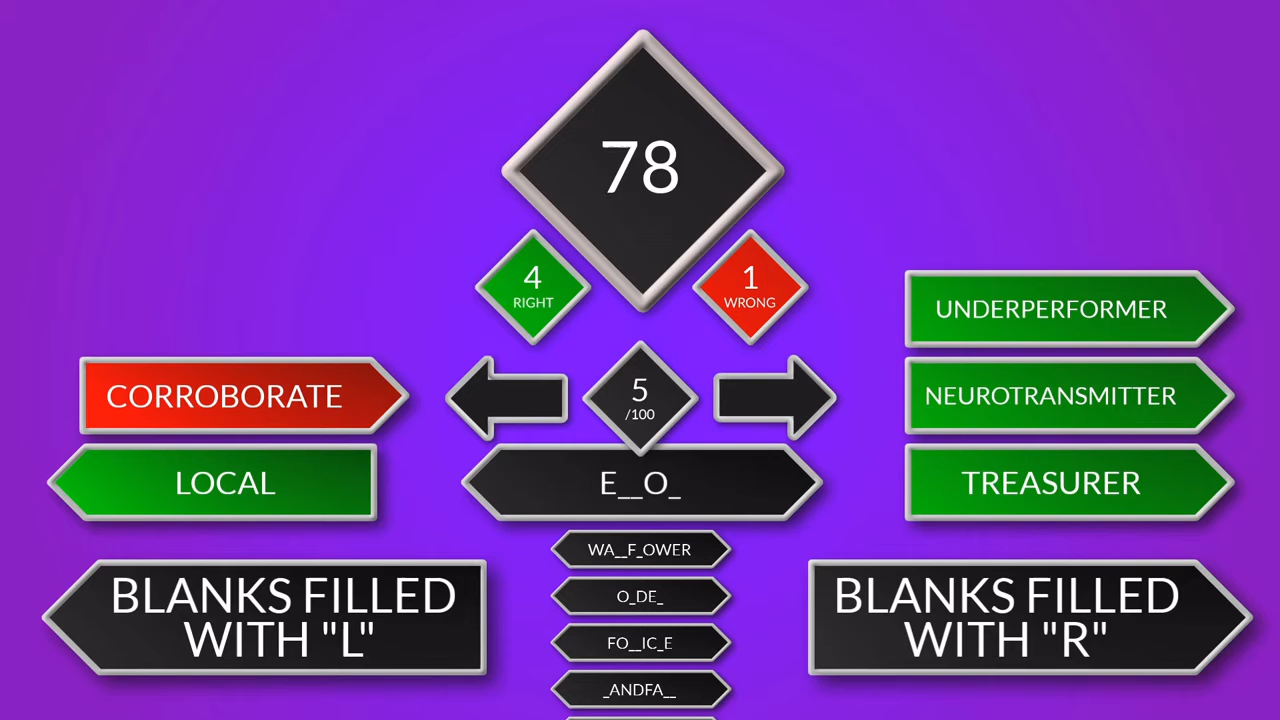 78
4
RIGHT
1
WRONG
UNDERPERFORMER
CORROBORATE
5
/100
NEUROTRANSMITTER
LOCAL
E__O_
TREASURER
WA__F_OWER
BLANKS FILLED
WITH "L"
O_DE_
FO__IC_E
_ANDFA__
BLANKS FILLED
WITH "R"